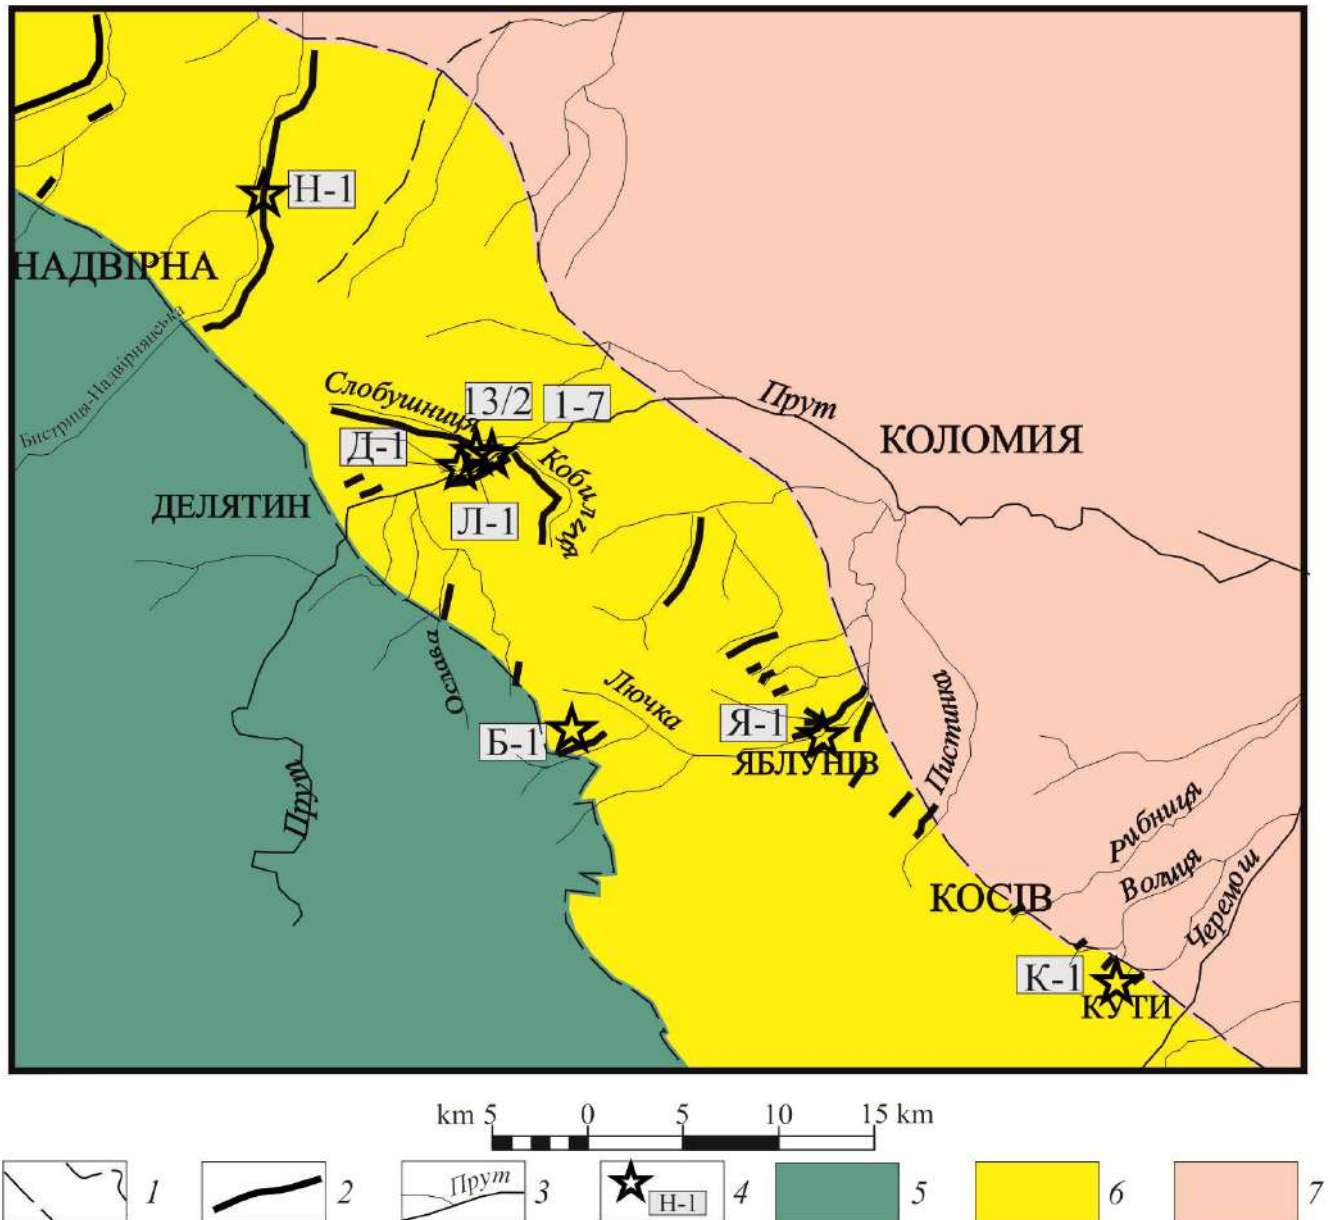 Н-1
НАДВІРНА
Бистриця-Надвірнянська
Слобушниця
13/2
1-7
Прут
КОЛОМИЯ
Д-1
Кобилиця
ДЕЛЯТИН
Л-1
Ослава
Лючка
Пистинка
Б-1
Я-1
ЯБЛУНІВ
Прут
Рибниця
Волиця
Черемош
КОСІВ
К-1
КУТИ
km 5 0 5 10 15 km
1
2
Прут 3
Н-1 4
5
6
7